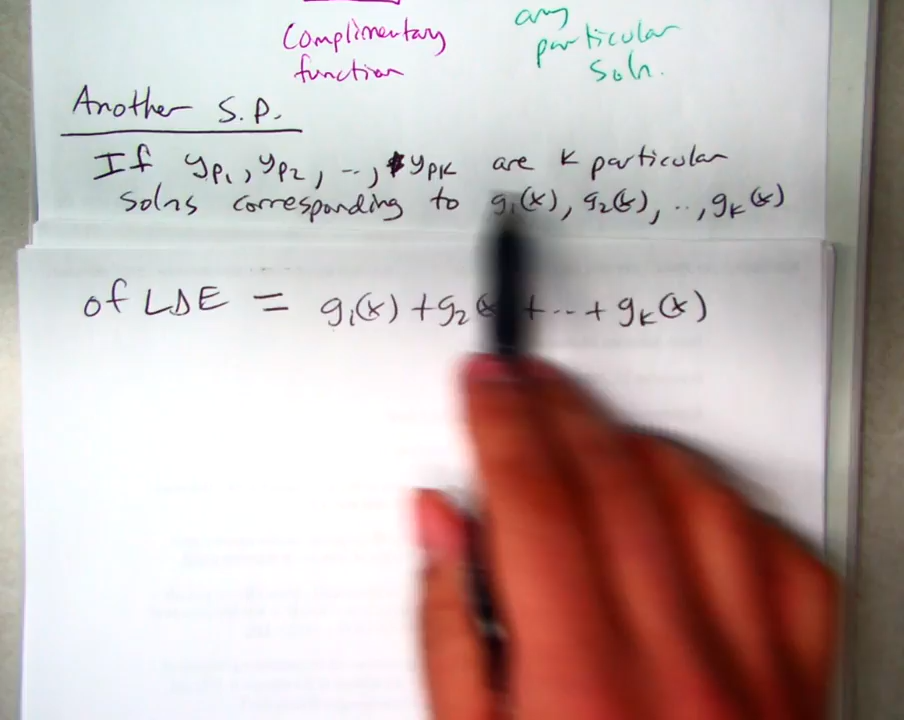 Complimentary
function
any
particular
soln.
Another S.P.
If yp1, yp2, .., ypk are k particular
solns corresponding to g1(x), g2(x), .., gk(x)
of LDE = g1(x) + g2(x) + ... + gk(x)